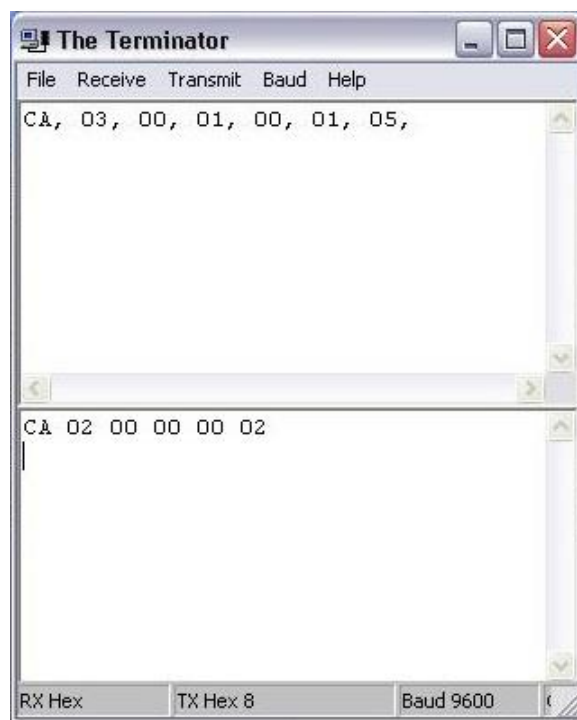 The Terminator
File Receive Transmit Baud Help
CA, 03, 00, 01, 00, 01, 05,
CA 02 00 00 00 02
RX Hex TX Hex 8 Baud 9600